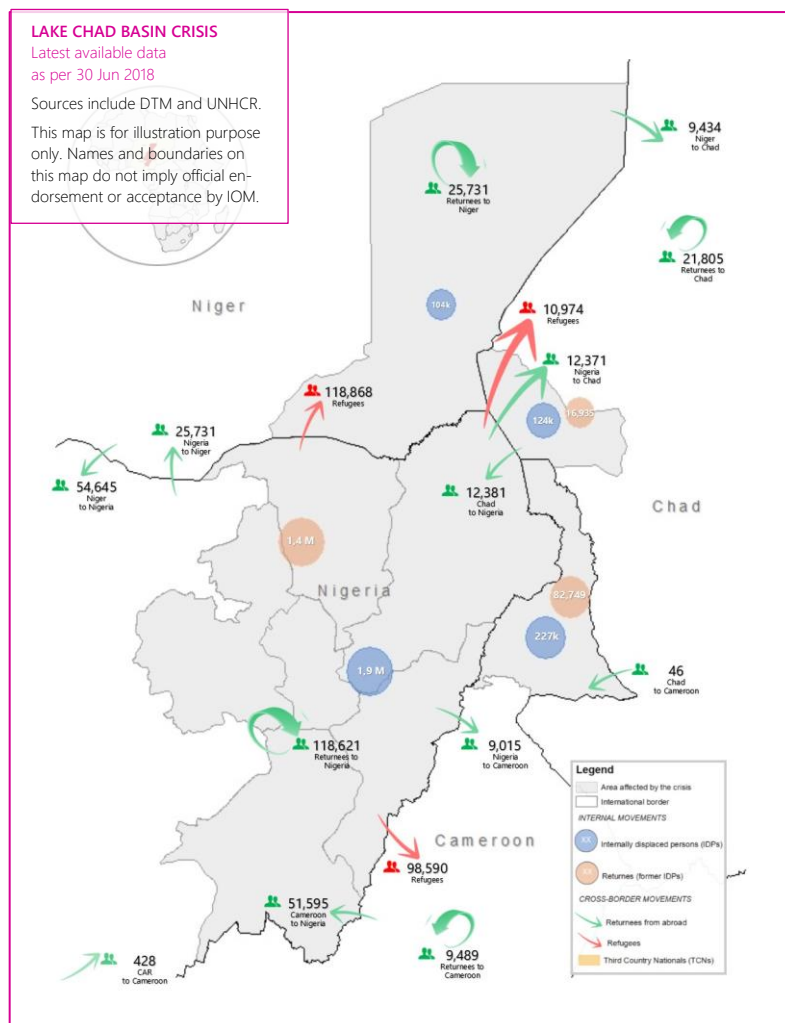 LAKE CHAD BASIN CRISIS
Latest available data
as per 30 Jun 2018
Sources include DTM and UNHCR.
This map is for illustration purpose
only. Names and boundaries on
this map do not imply official en-
dorsement or acceptance by IOM.
9,434
Niger
to Chad
25,731
Returnees to
Niger
21,805
Returnees to
Chad
Niger
104k
10,974
Refugees
12,371
Nigeria
to Chad
118,868
Refugees
16,935
124k
25,731
Nigeria
to Niger
54,645
Niger
to Nigeria
12,381
Chad
to Nigeria
Chad
1,4 M
Nigeria
82,749
227k
1,9 M
46
Chad
to Cameroon
118,621
Returnees to
Nigeria
9,015
Nigeria
to Cameroon
Cameroon
98,590
Refugees
51,595
Cameroon
to Nigeria
9,489
Returnees to
Cameroon
428
CAR
to Cameroon
Legend
Area affected by the crisis
International border
INTERNAL MOVEMENTS
XX
Internally displaced persons (IDPs)
XX
Returnes (former IDPs)
CROSS-BORDER MOVEMENTS
Returnees from abroad
Refugees
Third Country Nationals (TCNs)